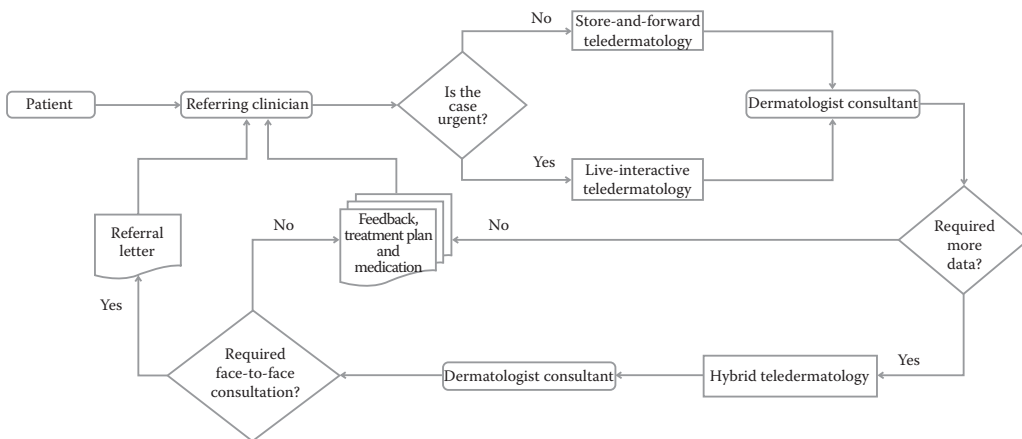 No
Store-and-forward
teledermatology
Patient
Referring clinician
Is the
case
urgent?
Dermatologist consultant
Yes
Live-interactive
teledermatology
Referral
letter
No
Feedback,
treatment plan
and
medication
No
Required
more
data?
Yes
Required
face-to-face
consultation?
Dermatologist consultant
Hybrid teledermatology
Yes